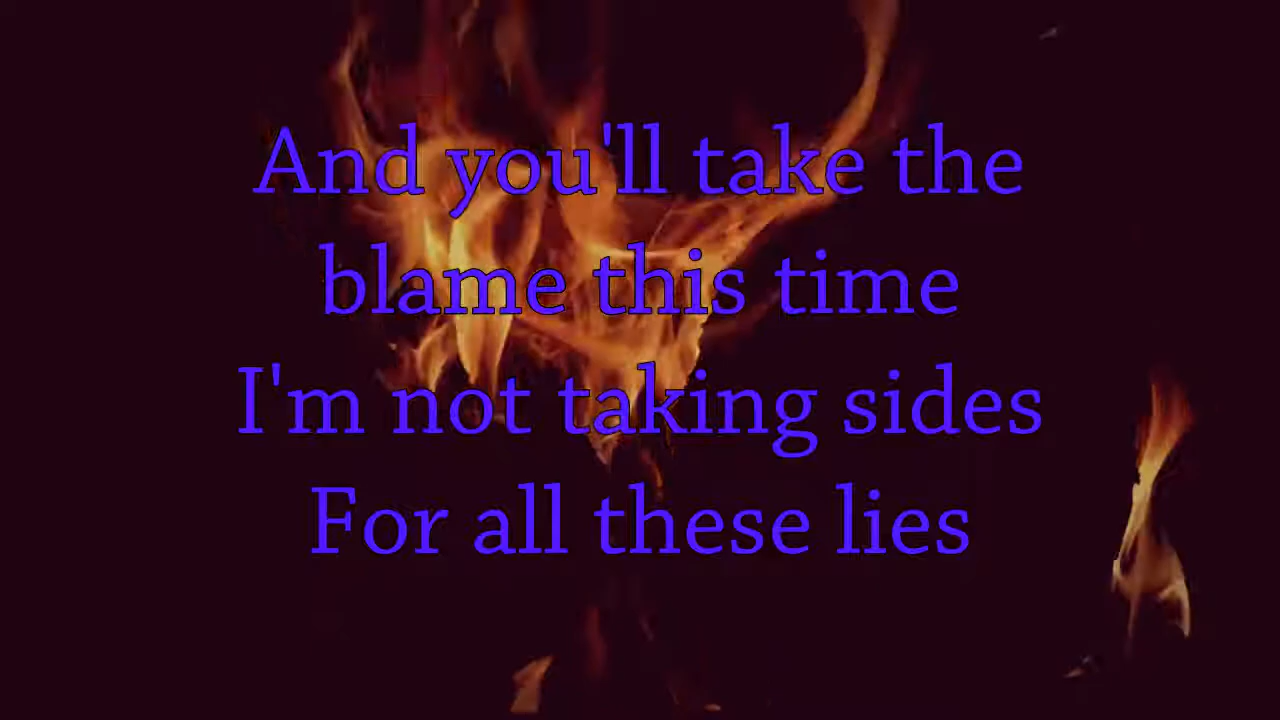 And you'll take the
blame this time
I'm not taking sides
For all these lies